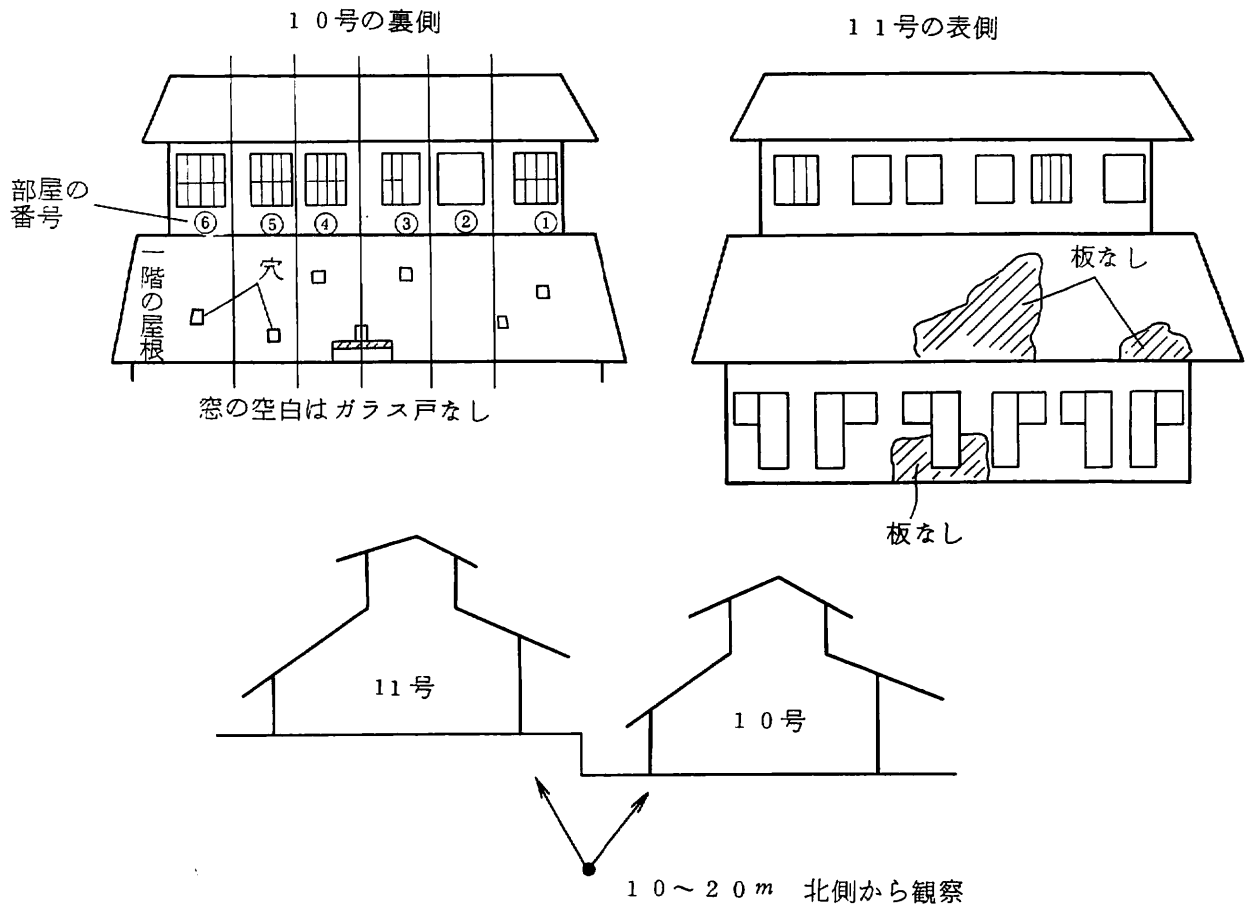 10号の裏側
11号の表側
部屋の
番号
⑥ ⑤ ④ ③ ② ①
一階の屋根
穴
窓の空白はガラス戸なし
板なし
板なし
11号
10号
10〜20m 北側から観察